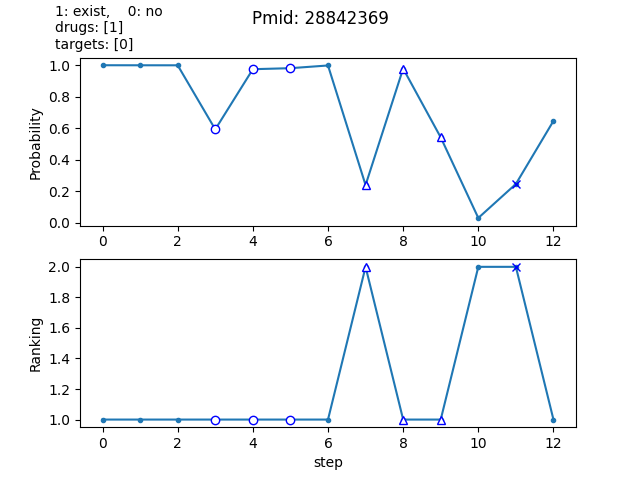 1: exist,    0: no
drugs: [1]
targets: [0]
Pmid: 28842369
1.0
0.8
0.6
0.4
0.2
0.0
Probability
0 2 4 6 8 10 12
2.0
1.8
1.6
1.4
1.2
1.0
Ranking
0 2 4 6 8 10 12
step